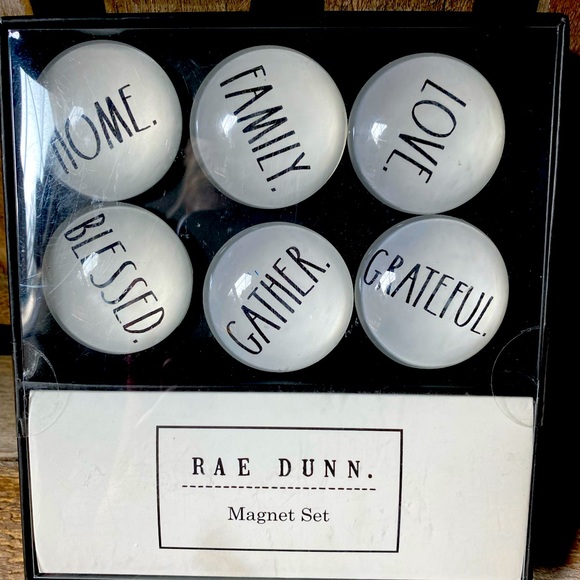 HOME.
FAMILY.
LOVE.
BLESSED.
GATHER.
GRATEFUL.
RAE DUNN.
Magnet Set